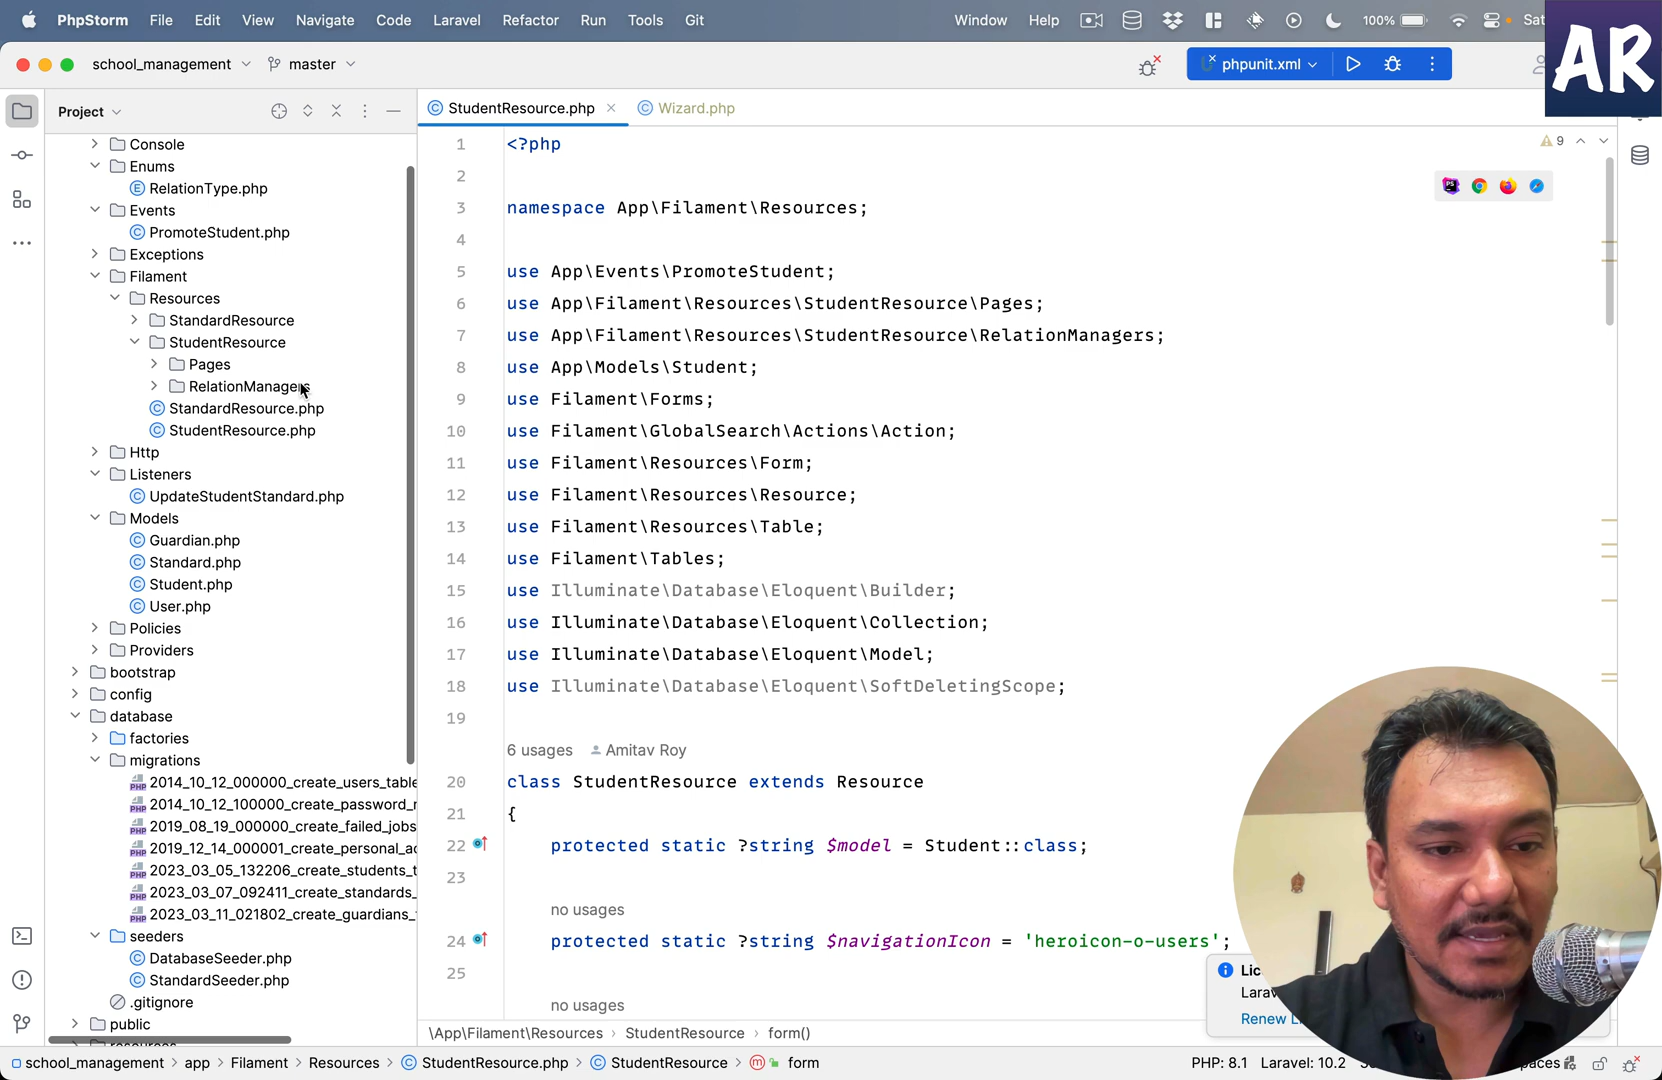 PhpStorm File Edit View Navigate Code Laravel Refactor Run Tools Git Window Help 100% Sat
AR
school_management master phpunit.xml
Project
StudentResource.php Wizard.php
Console
Enums
RelationType.php
Events
PromoteStudent.php
Exceptions
Filament
Resources
StandardResource
StudentResource
Pages
RelationManagers
StandardResource.php
StudentResource.php
Http
Listeners
UpdateStudentStandard.php
Models
Guardian.php
Standard.php
Student.php
User.php
Policies
Providers
bootstrap
config
database
factories
migrations
2014_10_12_000000_create_users_table
2014_10_12_100000_create_password_r
2019_08_19_000000_create_failed_jobs
2019_12_14_000001_create_personal_ac
2023_03_05_132206_create_students_t
2023_03_07_092411_create_standards_
2023_03_11_021802_create_guardians_
seeders
DatabaseSeeder.php
StandardSeeder.php
.gitignore
public
9
1 <?php
2
3 namespace App\Filament\Resources;
4
5 use App\Events\PromoteStudent;
6 use App\Filament\Resources\StudentResource\Pages;
7 use App\Filament\Resources\StudentResource\RelationManagers;
8 use App\Models\Student;
9 use Filament\Forms;
10 use Filament\GlobalSearch\Actions\Action;
11 use Filament\Resources\Form;
12 use Filament\Resources\Resource;
13 use Filament\Resources\Table;
14 use Filament\Tables;
15 use Illuminate\Database\Eloquent\Builder;
16 use Illuminate\Database\Eloquent\Collection;
17 use Illuminate\Database\Eloquent\Model;
18 use Illuminate\Database\Eloquent\SoftDeletingScope;
19
6 usages Amitav Roy
20 class StudentResource extends Resource
21 {
22 protected static ?string $model = Student::class;
23
no usages
24 protected static ?string $navigationIcon = 'heroicon-o-users';
25
no usages
Lic
Larav
Renew Li
\App\Filament\Resources › StudentResource › form()
school_management › app › Filament › Resources › StudentResource.php › StudentResource › form
PHP: 8.1 Laravel: 10.2 spaces